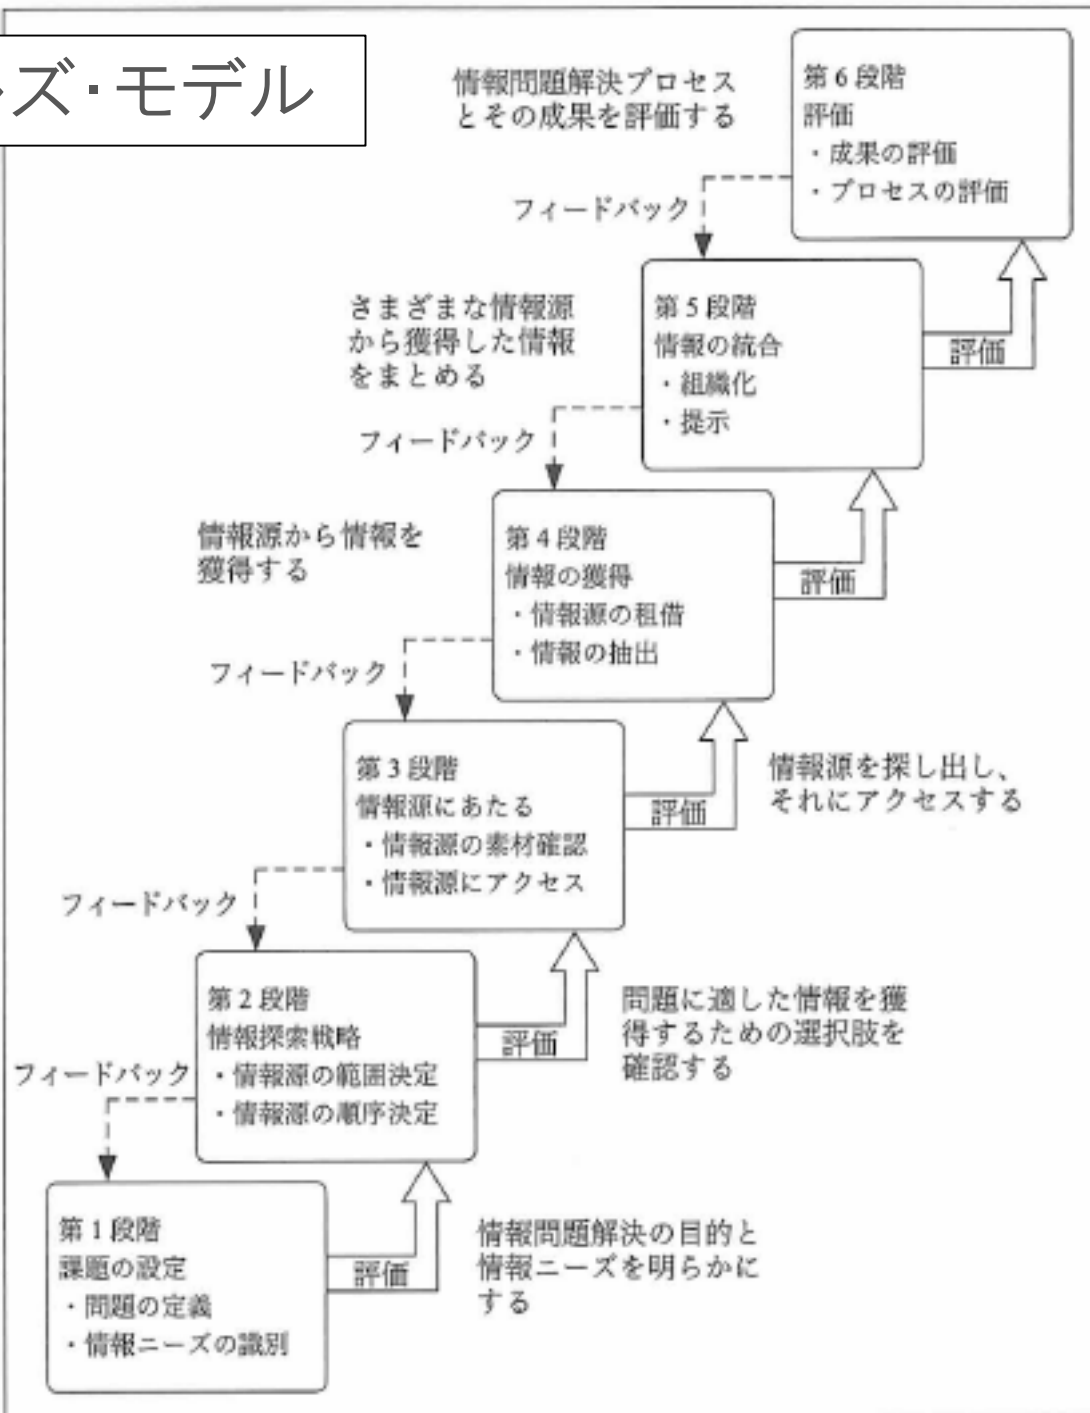 ズ・モデル
情報問題解決プロセス
とその成果を評価する
第6段階
評価
・成果の評価
・プロセスの評価
フィードバック
さまざまな情報源
から獲得した情報
をまとめる
第5段階
情報の統合
・組織化
・提示
評価
フィードバック
情報源から情報を
獲得する
第4段階
情報の獲得
・情報源の租借
・情報の抽出
評価
フィードバック
第3段階
情報源にあたる
・情報源の素材確認
・情報源にアクセス
評価
情報源を探し出し、
それにアクセスする
フィードバック
第2段階
情報探索戦略
・情報源の範囲決定
・情報源の順序決定
評価
問題に適した情報を獲
得するための選択肢を
確認する
フィードバック
第1段階
課題の設定
・問題の定義
・情報ニーズの識別
評価
情報問題解決の目的と
情報ニーズを明らかに
する